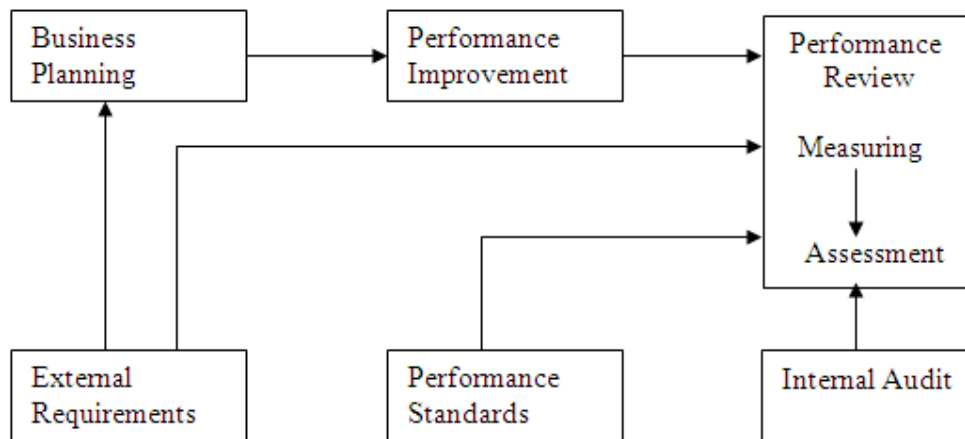 Business
Planning
Performance
Improvement
Performance
Review
Measuring
Assessment
External
Requirements
Performance
Standards
Internal Audit